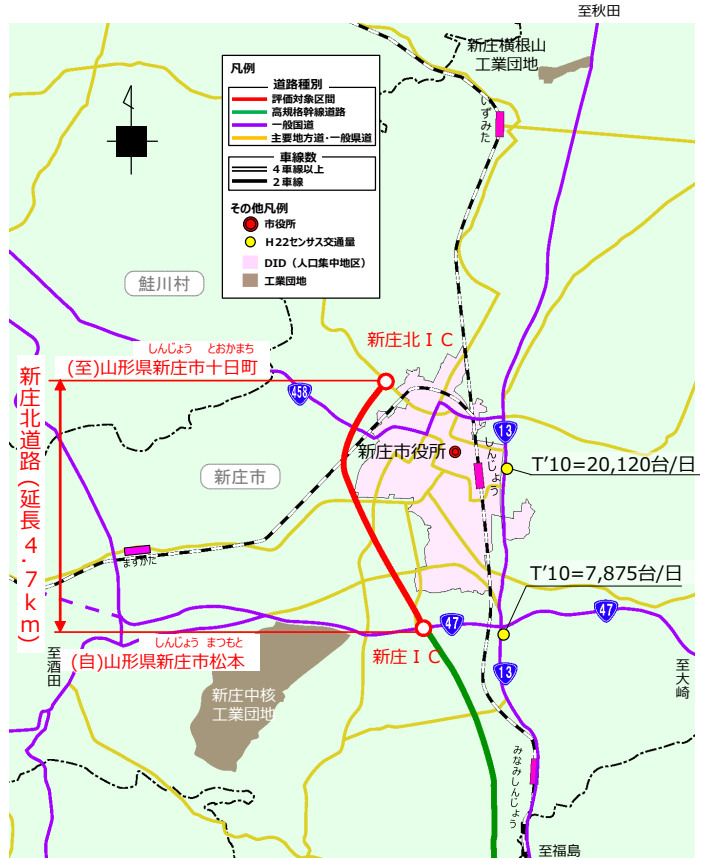 至秋田
新庄横根山
工業団地
凡例
道路種別
評価対象区間
高規格幹線道路
一般国道
主要地方道・一般県道
車線数
４車線以上
２車線
その他凡例
市役所
Ｈ22センサス交通量
DID（人口集中地区）
工業団地
いずみた
鮭川村
新庄北ＩＣ
しんじょう とおかまち
(至)山形県新庄市十日町
458
13
新庄北道路（延長４．７ｋｍ）
新庄市役所
しんじょう
T’10=20,120台/日
新庄市
ますかた
T’10=7,875台/日
47
47
しんじょう まつもと
(自)山形県新庄市松本
新庄ＩＣ
至酒田
至大崎
13
新庄中核
工業団地
みなみしんじょう
至福島